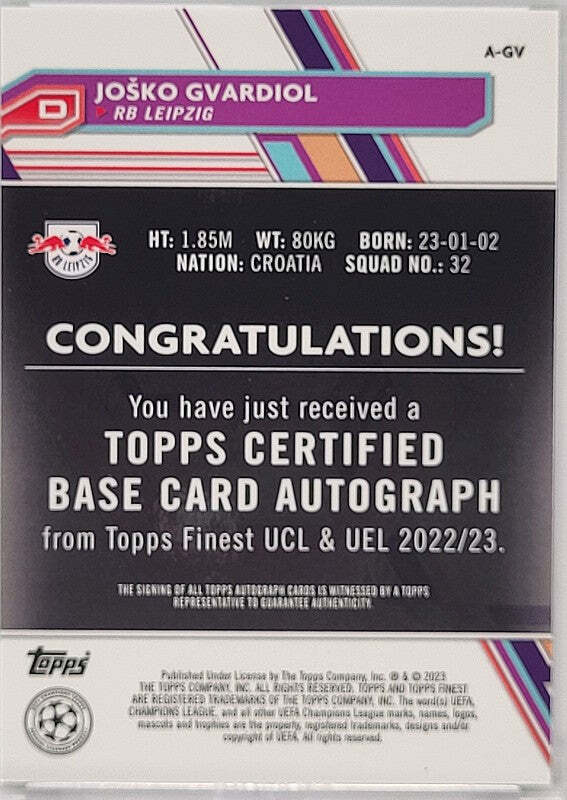 A-GV
D
JOŠKO GVARDIOL
RB LEIPZIG
RB LEIPZIG
HT: 1.85M WT: 80KG BORN: 23-01-02
NATION: CROATIA SQUAD NO.: 32
CONGRATULATIONS!
You have just received a
TOPPS CERTIFIED
BASE CARD AUTOGRAPH
from Topps Finest UCL & UEL 2022/23.
THE SIGNING OF ALL TOPPS AUTOGRAPH CARDS IS WITNESSED BY A TOPPS
REPRESENTATIVE TO GUARANTEE AUTHENTICITY.
Topps
Published Under License by The Topps Company, Inc. ® & © 2023
THE TOPPS COMPANY, INC. ALL RIGHTS RESERVED. TOPPS AND TOPPS FINEST
ARE REGISTERED TRADEMARKS OF THE TOPPS COMPANY, INC. The word(s) UEFA,
CHAMPIONS LEAGUE, and all other UEFA Champions League marks, names, logos,
mascots and trophies are the property, registered trademarks, designs and/or
copyright of UEFA. All rights reserved.